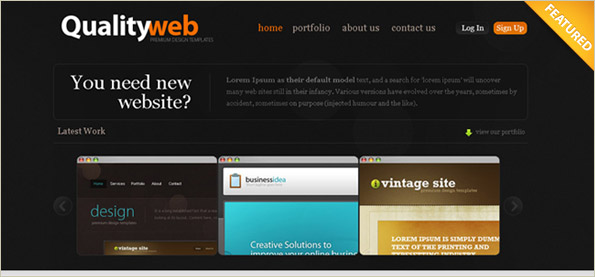 Qualityweb
PREMIUM DESIGN TEMPLATES
home portfolio about us contact us
Log In Sign Up
FEATURED
You need new
website?
Lorem Ipsum as their default model text, and a search for 'lorem ipsum' will uncover
many web sites still in their infancy. Various versions have evolved over the years, sometimes by
accident, sometimes on purpose (injected humour and the like).
Latest Work
view our portfolio
Home Services Portfolio About Contact
design
premium design templates
vintage site
businessidea
Creative Solutions to
improve your online busine
vintage site
premium design templates
LOREM IPSUM IS SIMPLY DUMM
TEXT OF THE PRINTING AND
TYPESETTING INDUSTRY